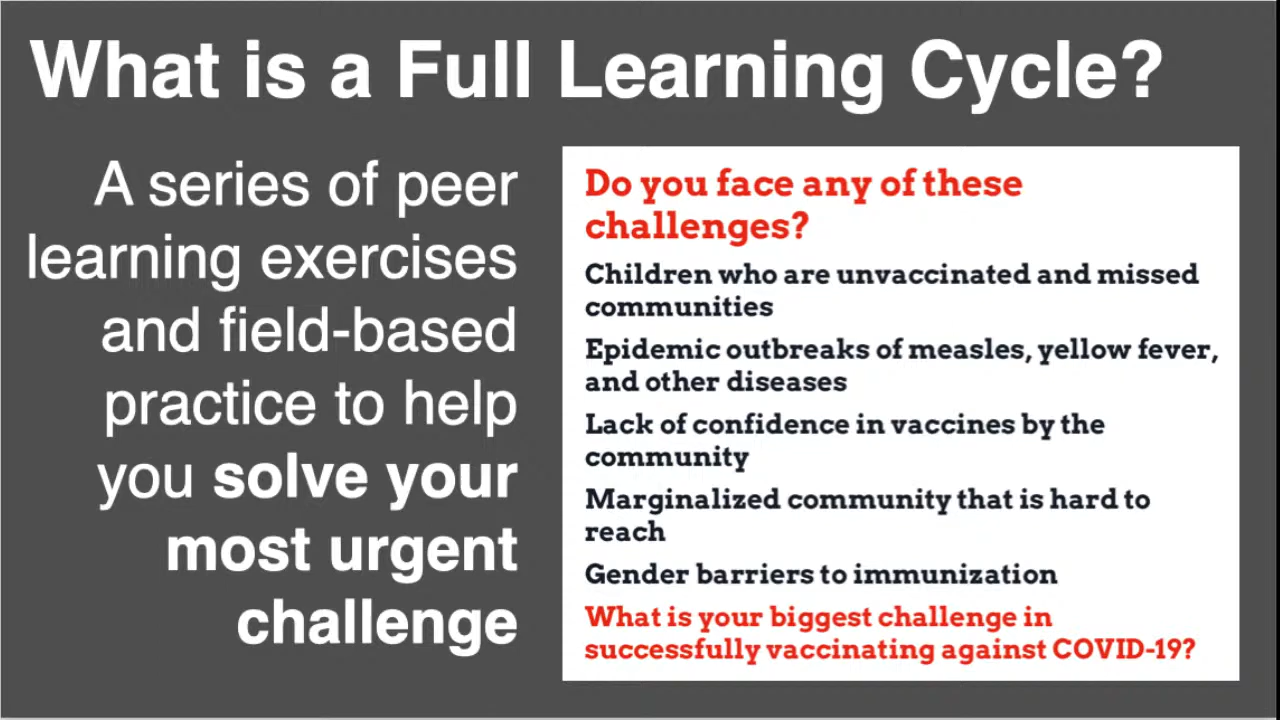 What is a Full Learning Cycle?
A series of peer
learning exercises
and field-based
practice to help
you solve your
most urgent
challenge
Do you face any of these
challenges?
Children who are unvaccinated and missed
communities
Epidemic outbreaks of measles, yellow fever,
and other diseases
Lack of confidence in vaccines by the
community
Marginalized community that is hard to
reach
Gender barriers to immunization
What is your biggest challenge in
successfully vaccinating against COVID-19?